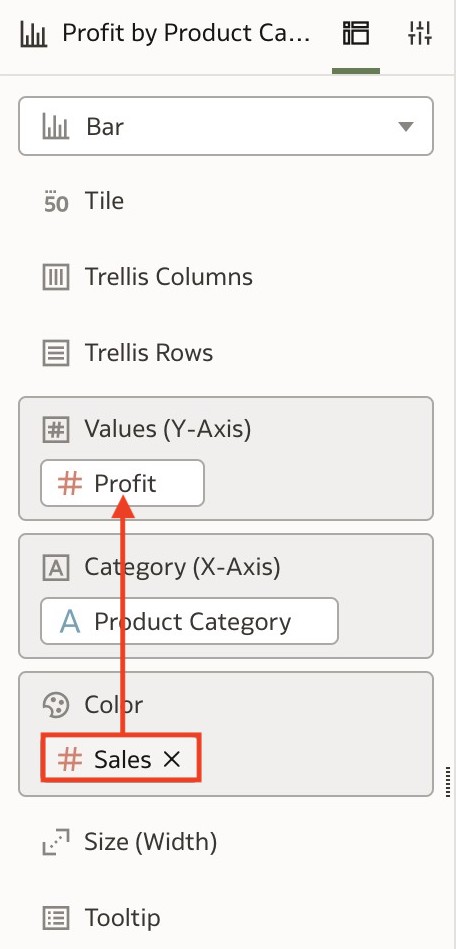 Profit by Product Ca...
Bar
50
Tile
Trellis Columns
Trellis Rows
# Values (Y-Axis)
# Profit
A Category (X-Axis)
A Product Category
Color
# Sales ×
Size (Width)
Tooltip